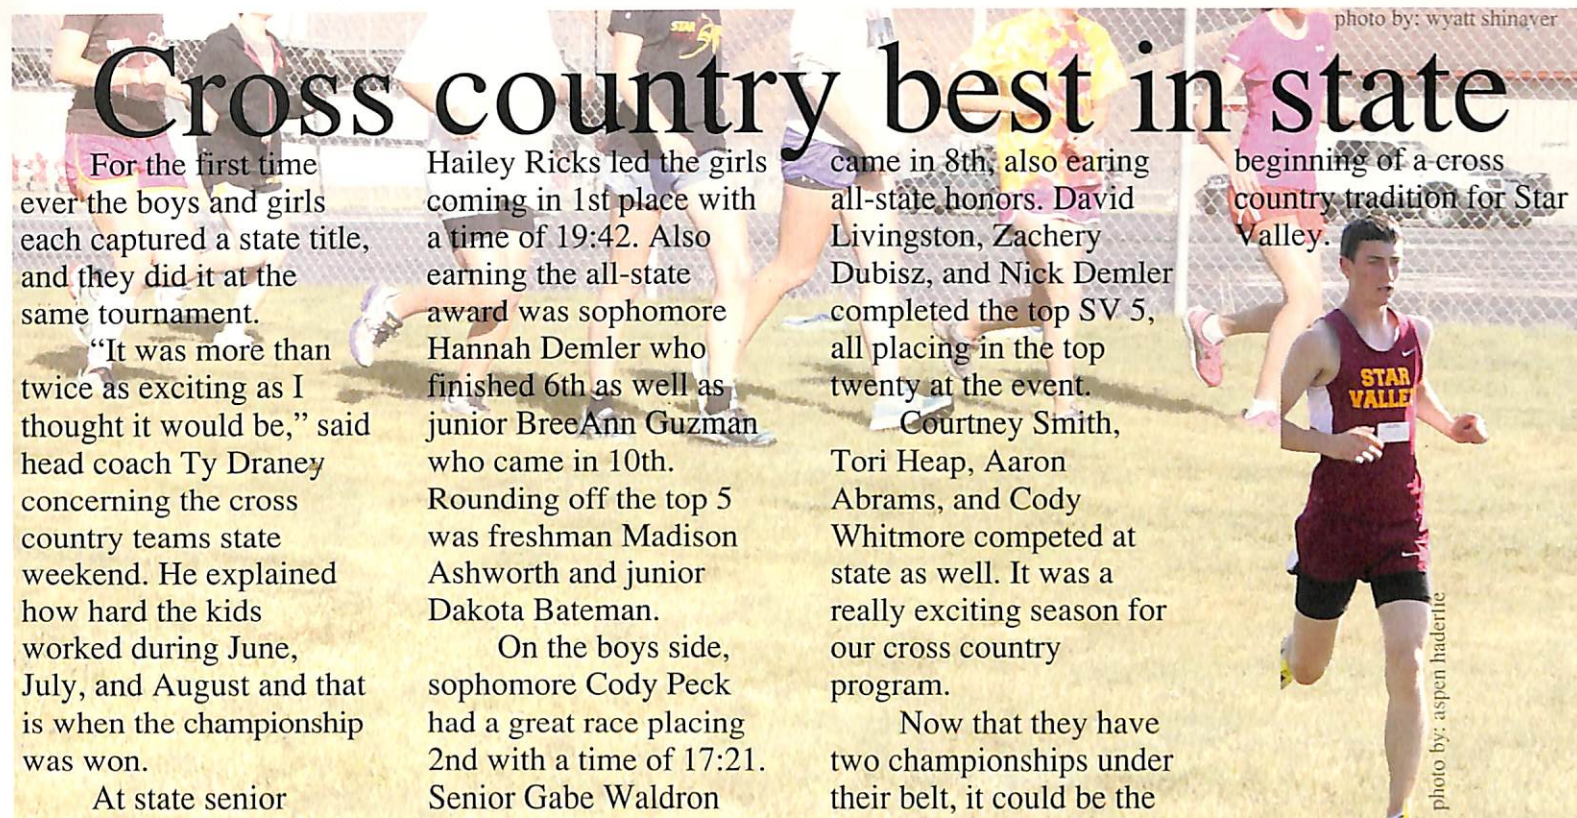 photo by: wyatt shinaver
Cross country best in state
For the first time
ever the boys and girls
each captured a state title,
and they did it at the
same tournament.
“It was more than
twice as exciting as I
thought it would be,” said
head coach Ty Draney
concerning the cross
country teams state
weekend. He explained
how hard the kids
worked during June,
July, and August and that
is when the championship
was won.
At state senior
Hailey Ricks led the girls
coming in 1st place with
a time of 19:42. Also
earning the all-state
award was sophomore
Hannah Demler who
finished 6th as well as
junior BreeAnn Guzman
who came in 10th.
Rounding off the top 5
was freshman Madison
Ashworth and junior
Dakota Bateman.
On the boys side,
sophomore Cody Peck
had a great race placing
2nd with a time of 17:21.
Senior Gabe Waldron
came in 8th, also earing
all-state honors. David
Livingston, Zachery
Dubisz, and Nick Demler
completed the top SV 5,
all placing in the top
twenty at the event.
Courtney Smith,
Tori Heap, Aaron
Abrams, and Cody
Whitmore competed at
state as well. It was a
really exciting season for
our cross country
program.
Now that they have
two championships under
their belt, it could be the
beginning of a cross
country tradition for Star
Valley.
STAR
STAR
VALLEY
photo by: aspen haderlie